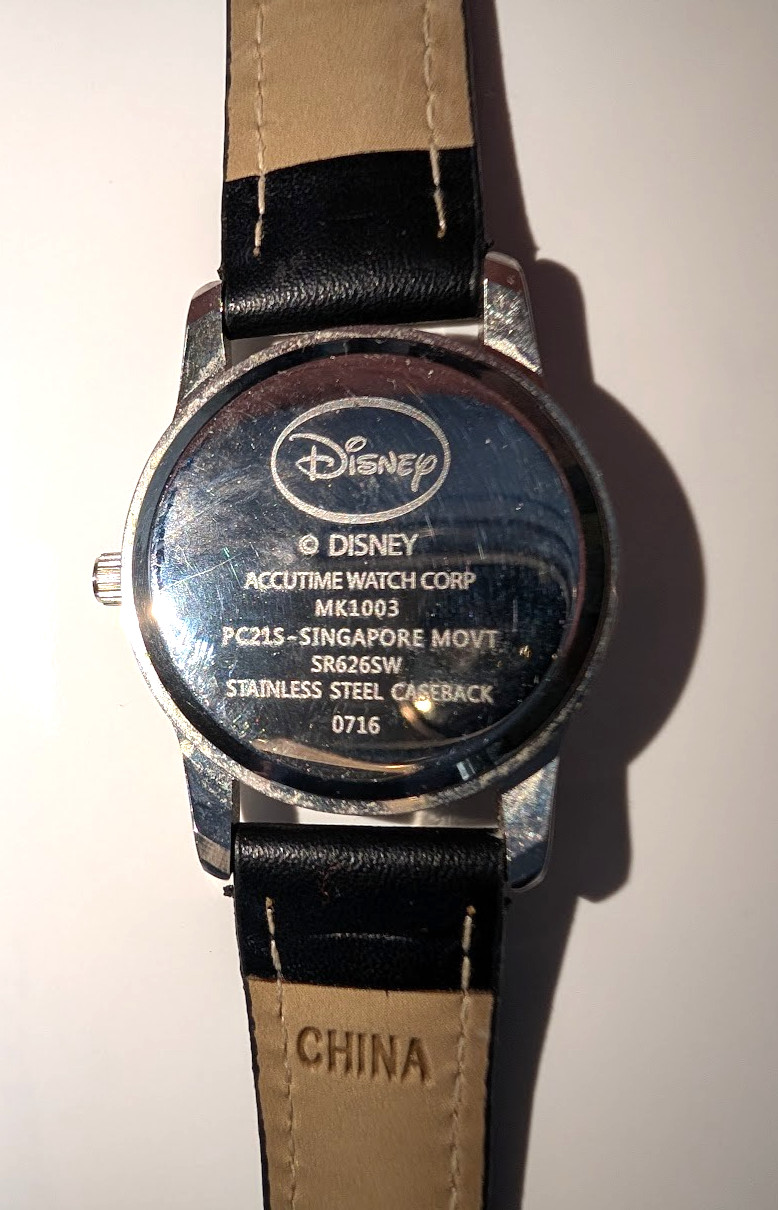 Disney
© DISNEY
ACCUTIME WATCH CORP
MK1003
PC21S-SINGAPORE MOVT
SR626SW
STAINLESS STEEL CASEBACK
0716
CHINA